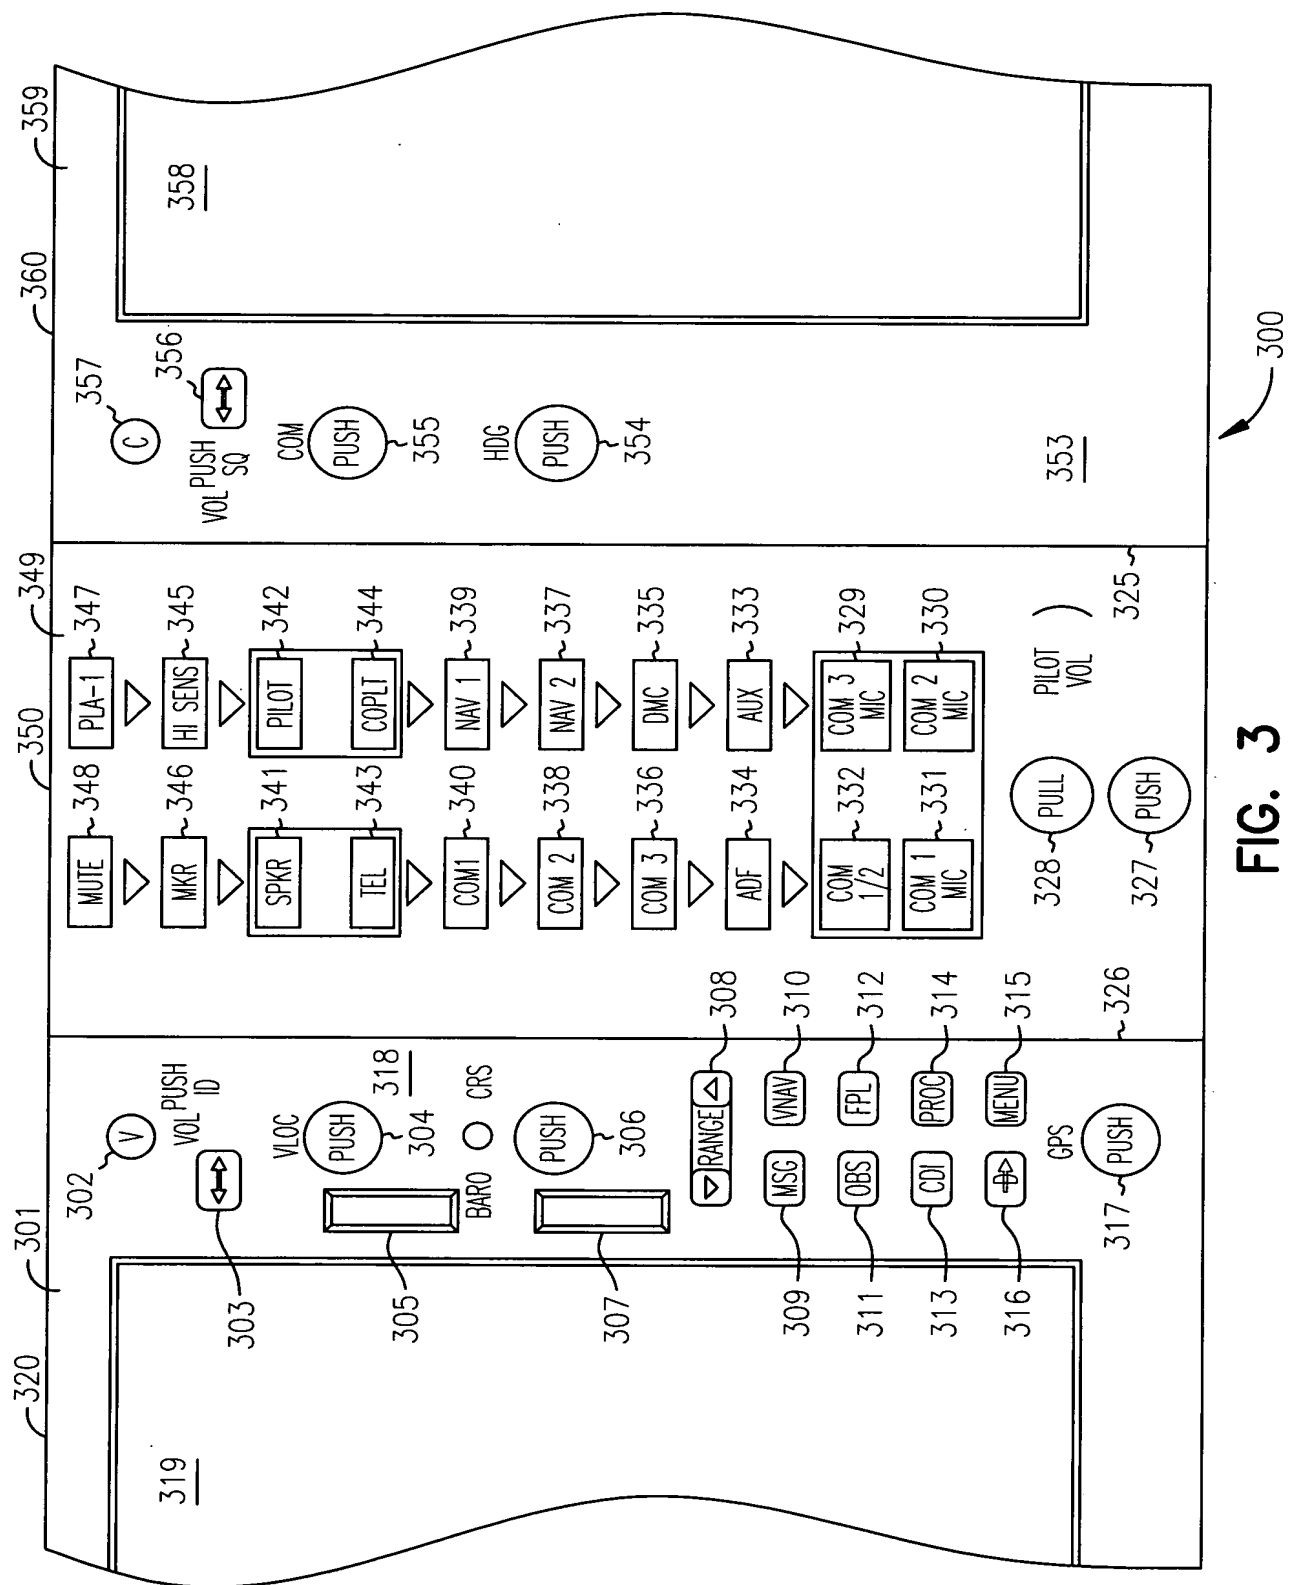 320
301
302
V
VOL PUSH ID
303
VLOC
PUSH
304
318
305
BARO
CRS
PUSH
306
307
RANGE
308
MSG
VNAV
310
309
OBS
FPL
312
311
CDI
PROC
314
313
D
MENU
315
316
GPS
PUSH
317
319
326
350
349
MUTE
348
PLA-1
347
MKR
346
HI SENS
345
SPKR
341
PILOT
342
TEL
343
COPLT
344
COM1
340
NAV 1
339
COM 2
338
NAV 2
337
COM 3
336
DMC
335
ADF
334
AUX
333
COM 1/2
332
COM 3 MIC
329
COM 1 MIC
331
COM 2 MIC
330
PULL
328
PILOT VOL
PUSH
327
325
360
359
357
C
VOL PUSH SQ
356
COM
PUSH
355
HDG
PUSH
354
353
358
300
FIG. 3